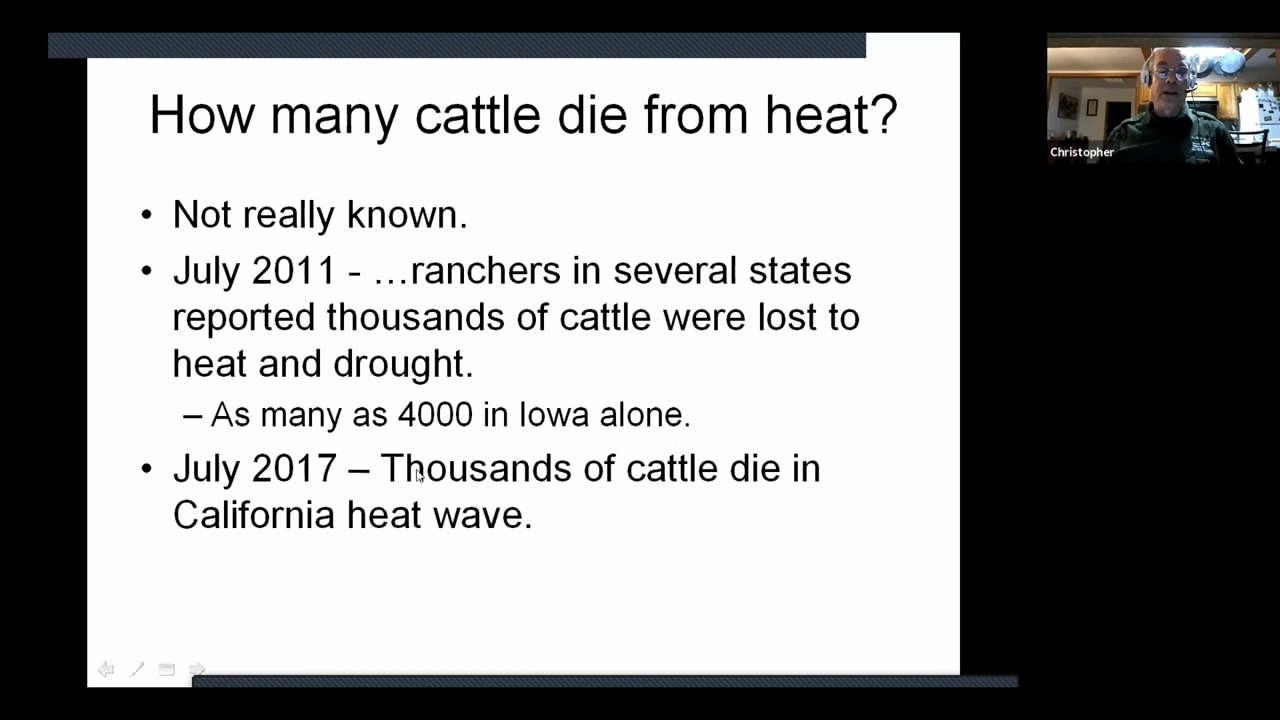 How many cattle die from heat?
• Not really known.
• July 2011 - …ranchers in several states
reported thousands of cattle were lost to
heat and drought.
– As many as 4000 in Iowa alone.
• July 2017 – Thousands of cattle die in
California heat wave.
Christopher